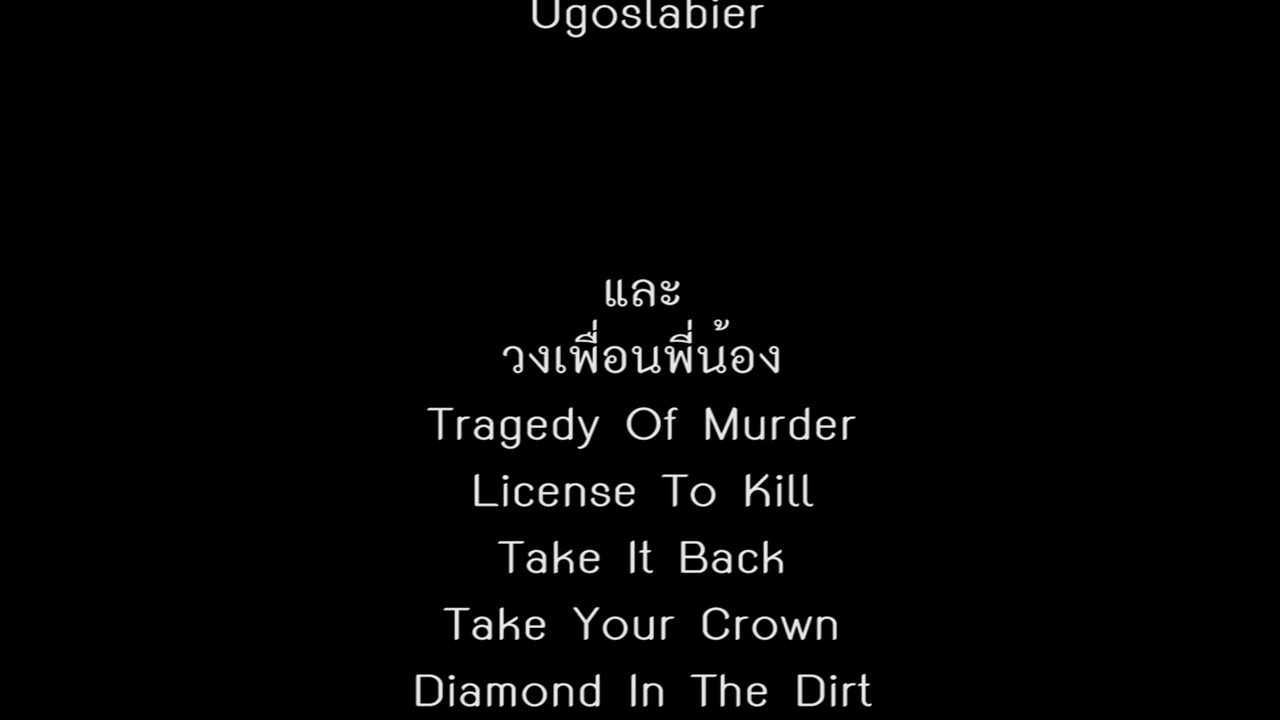 Ugoslabier
และ
วงเพื่อนพี่น้อง
Tragedy Of Murder
License To Kill
Take It Back
Take Your Crown
Diamond In The Dirt